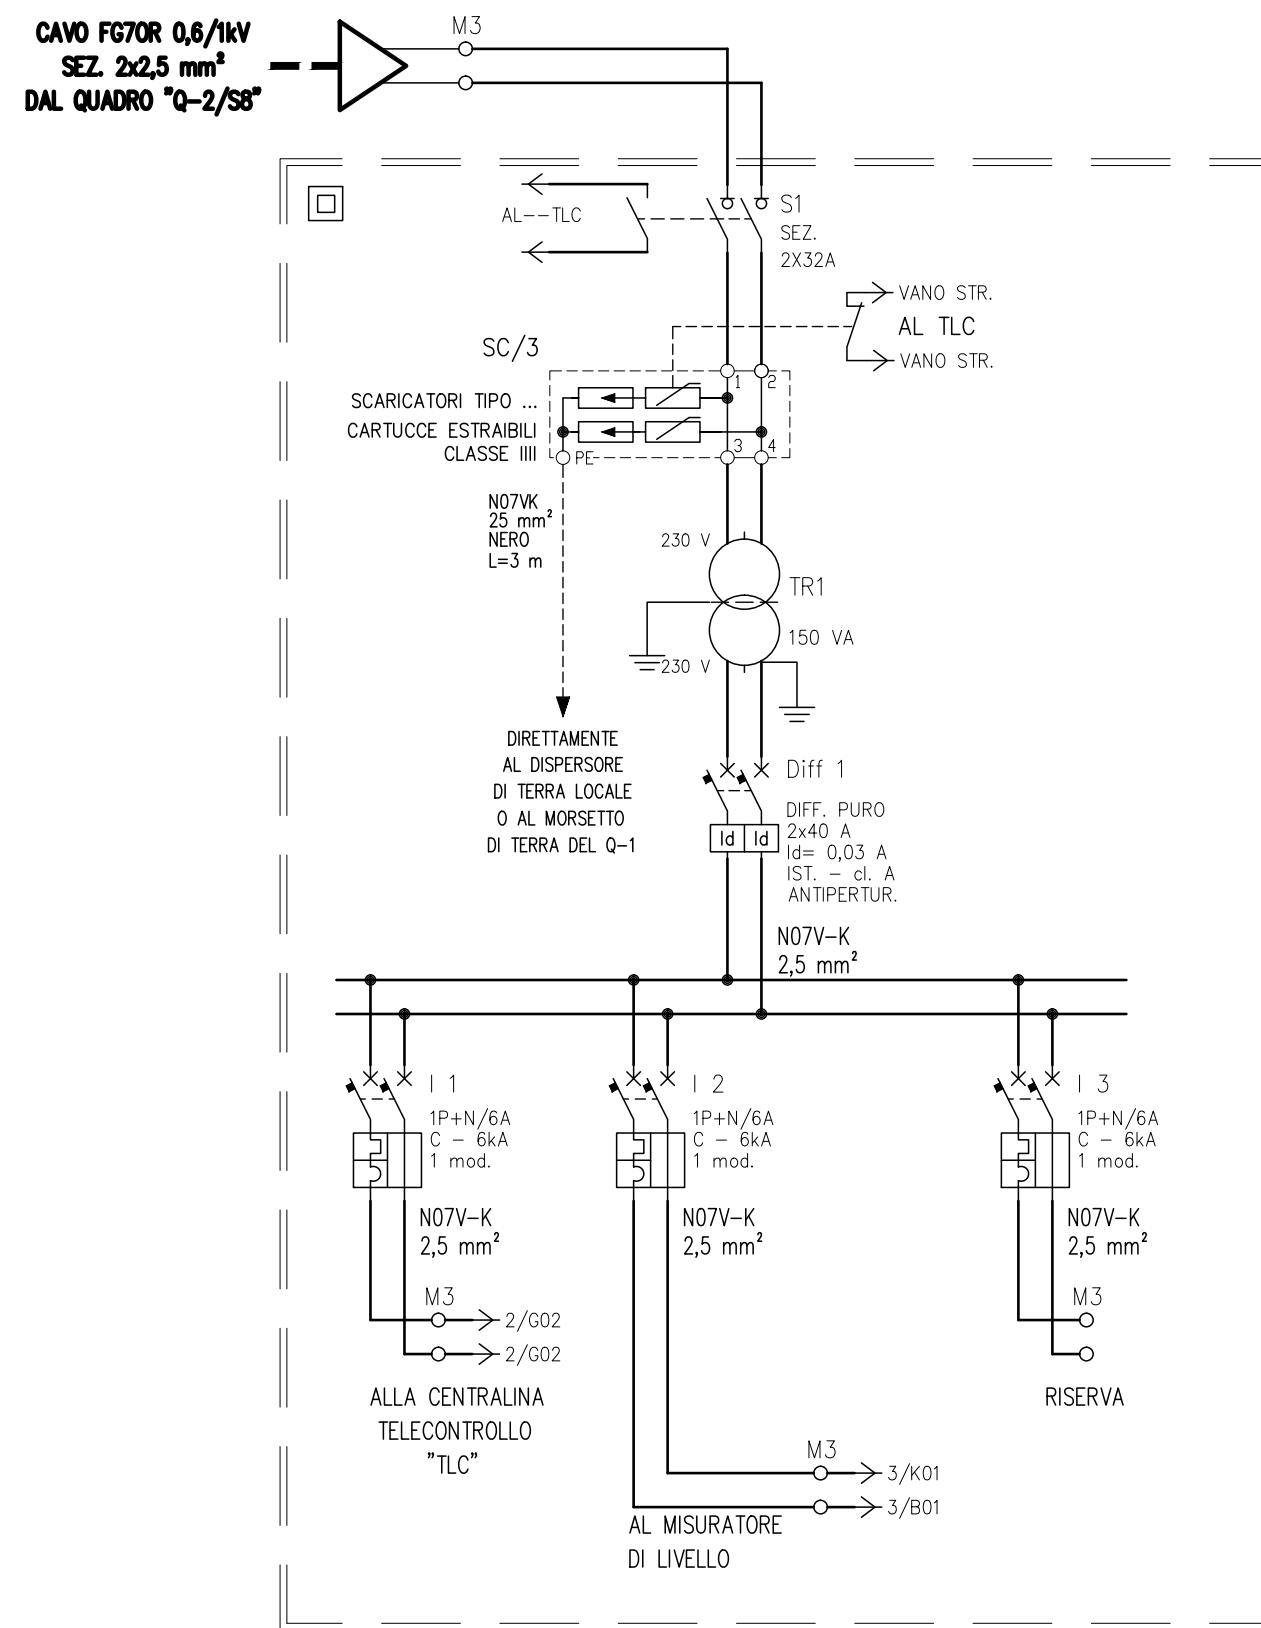 CAVO FG7OR 0,6/1kV
SEZ. 2x2,5 mm²
DAL QUADRO "Q-2/S8"
M3
AL--TLC
S1
SEZ.
2X32A
VANO STR.
AL TLC
VANO STR.
SC/3
1 2
SCARICATORI TIPO ...
CARTUCCE ESTRAIBILI
CLASSE IIII
3 4
PE
N07VK
25 mm²
NERO
L=3 m
230 V
TR1
150 VA
230 V
DIRETTAMENTE
AL DISPERSORE
DI TERRA LOCALE
O AL MORSETTO
DI TERRA DEL Q-1
Diff 1
DIFF. PURO
2x40 A
Id= 0,03 A
IST. - cl. A
ANTIPERTUR.
Id Id
N07V-K
2,5 mm²
I 1
1P+N/6A
C - 6kA
1 mod.
N07V-K
2,5 mm²
M3
2/G02
2/G02
ALLA CENTRALINA
TELECONTROLLO
"TLC"
I 2
1P+N/6A
C - 6kA
1 mod.
N07V-K
2,5 mm²
M3
3/K01
3/B01
AL MISURATORE
DI LIVELLO
I 3
1P+N/6A
C - 6kA
1 mod.
N07V-K
2,5 mm²
M3
RISERVA